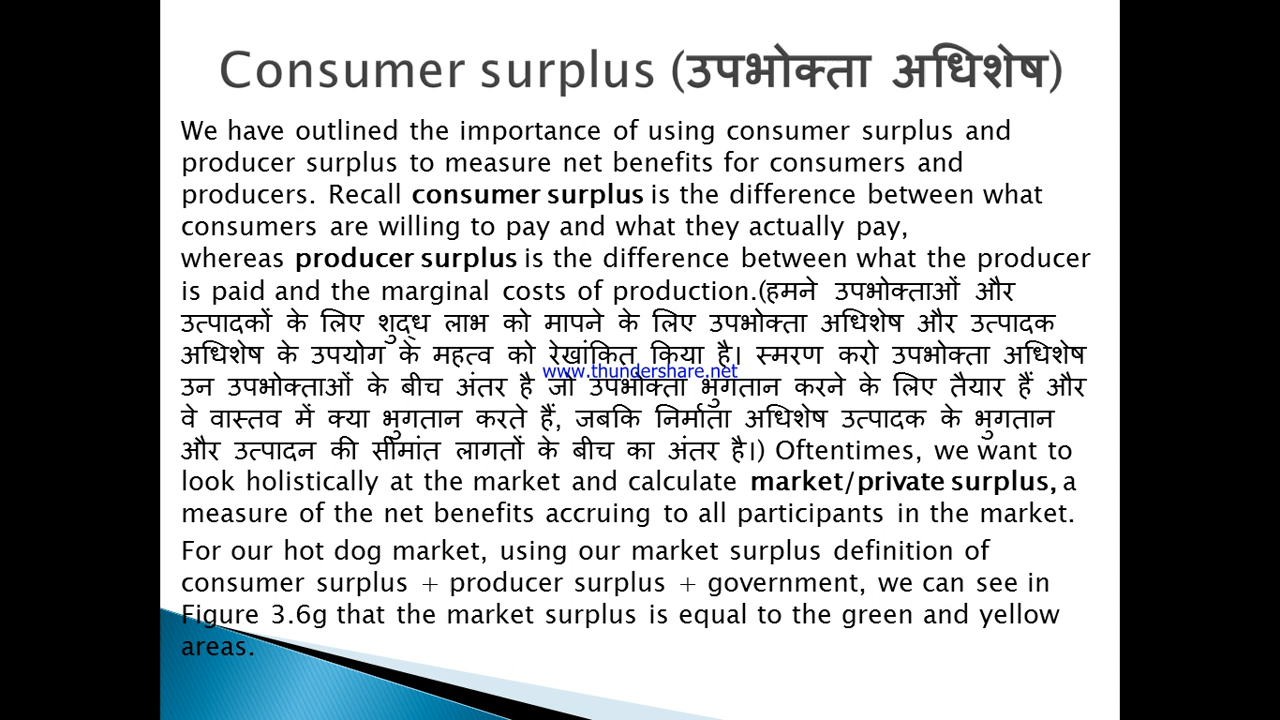 Consumer surplus (उपभोक्ता अधिशेष)
We have outlined the importance of using consumer surplus and
producer surplus to measure net benefits for consumers and
producers. Recall consumer surplus is the difference between what
consumers are willing to pay and what they actually pay,
whereas producer surplus is the difference between what the producer
is paid and the marginal costs of production.(हमने उपभोक्ताओं और
उत्पादकों के लिए शुद्ध लाभ को मापने के लिए उपभोक्ता अधिशेष और उत्पादक
अधिशेष के उपयोग के महत्व को रेखांकित किया है। स्मरण करो उपभोक्ता अधिशेष
www.thundershare.net
उन उपभोक्ताओं के बीच अंतर है जो उपभोक्ता भुगतान करने के लिए तैयार हैं और
वे वास्तव में क्या भुगतान करते हैं, जबकि निर्माता अधिशेष उत्पादक के भुगतान
और उत्पादन की सीमांत लागतों के बीच का अंतर है।) Oftentimes, we want to
look holistically at the market and calculate market/private surplus, a
measure of the net benefits accruing to all participants in the market.
For our hot dog market, using our market surplus definition of
consumer surplus + producer surplus + government, we can see in
Figure 3.6g that the market surplus is equal to the green and yellow
areas.